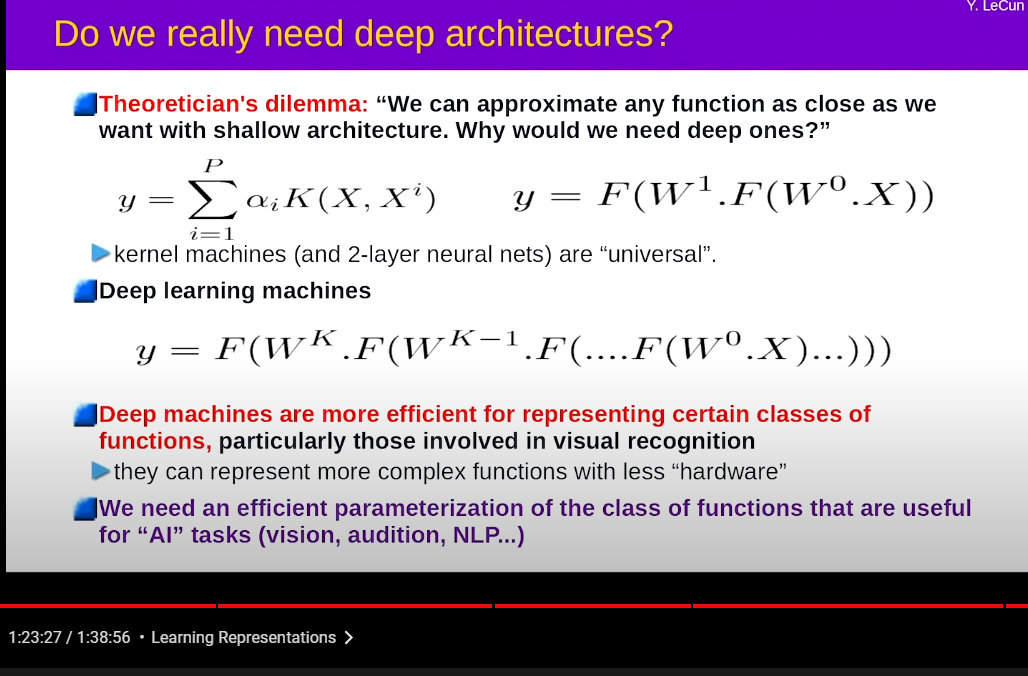 Y. LeCun
Do we really need deep architectures?
Theoretician's dilemma: “We can approximate any function as close as we
want with shallow architecture. Why would we need deep ones?”
y = ∑_{i=1}^{P} α_i K(X, X^i)    y = F(W^1.F(W^0.X))
kernel machines (and 2-layer neural nets) are “universal”.
Deep learning machines
y = F(W^K.F(W^{K−1}.F(....F(W^0.X)...)))
Deep machines are more efficient for representing certain classes of
functions, particularly those involved in visual recognition
they can represent more complex functions with less “hardware”
We need an efficient parameterization of the class of functions that are useful
for “AI” tasks (vision, audition, NLP...)
1:23:27 / 1:38:56 • Learning Representations